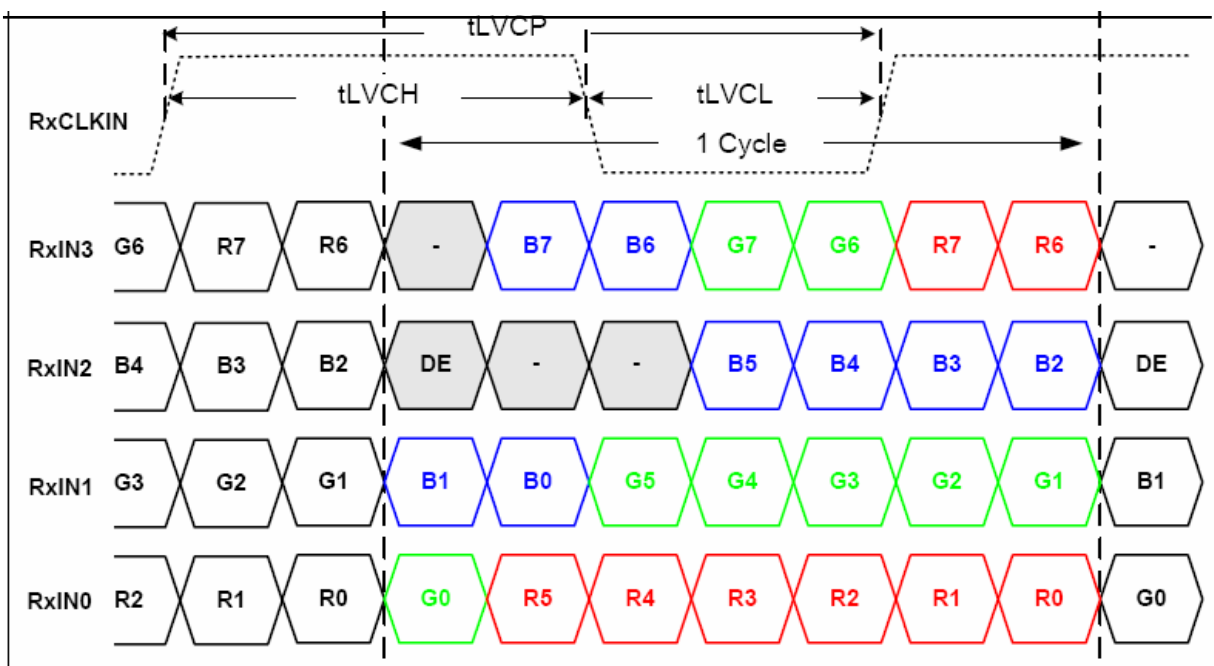 tLVCP
tLVCH tLVCL
RxCLKIN
1 Cycle
RxIN3 G6 R7 R6 - B7 B6 G7 G6 R7 R6 -
RxIN2 B4 B3 B2 DE - - B5 B4 B3 B2 DE
RxIN1 G3 G2 G1 B1 B0 G5 G4 G3 G2 G1 B1
RxIN0 R2 R1 R0 G0 R5 R4 R3 R2 R1 R0 G0